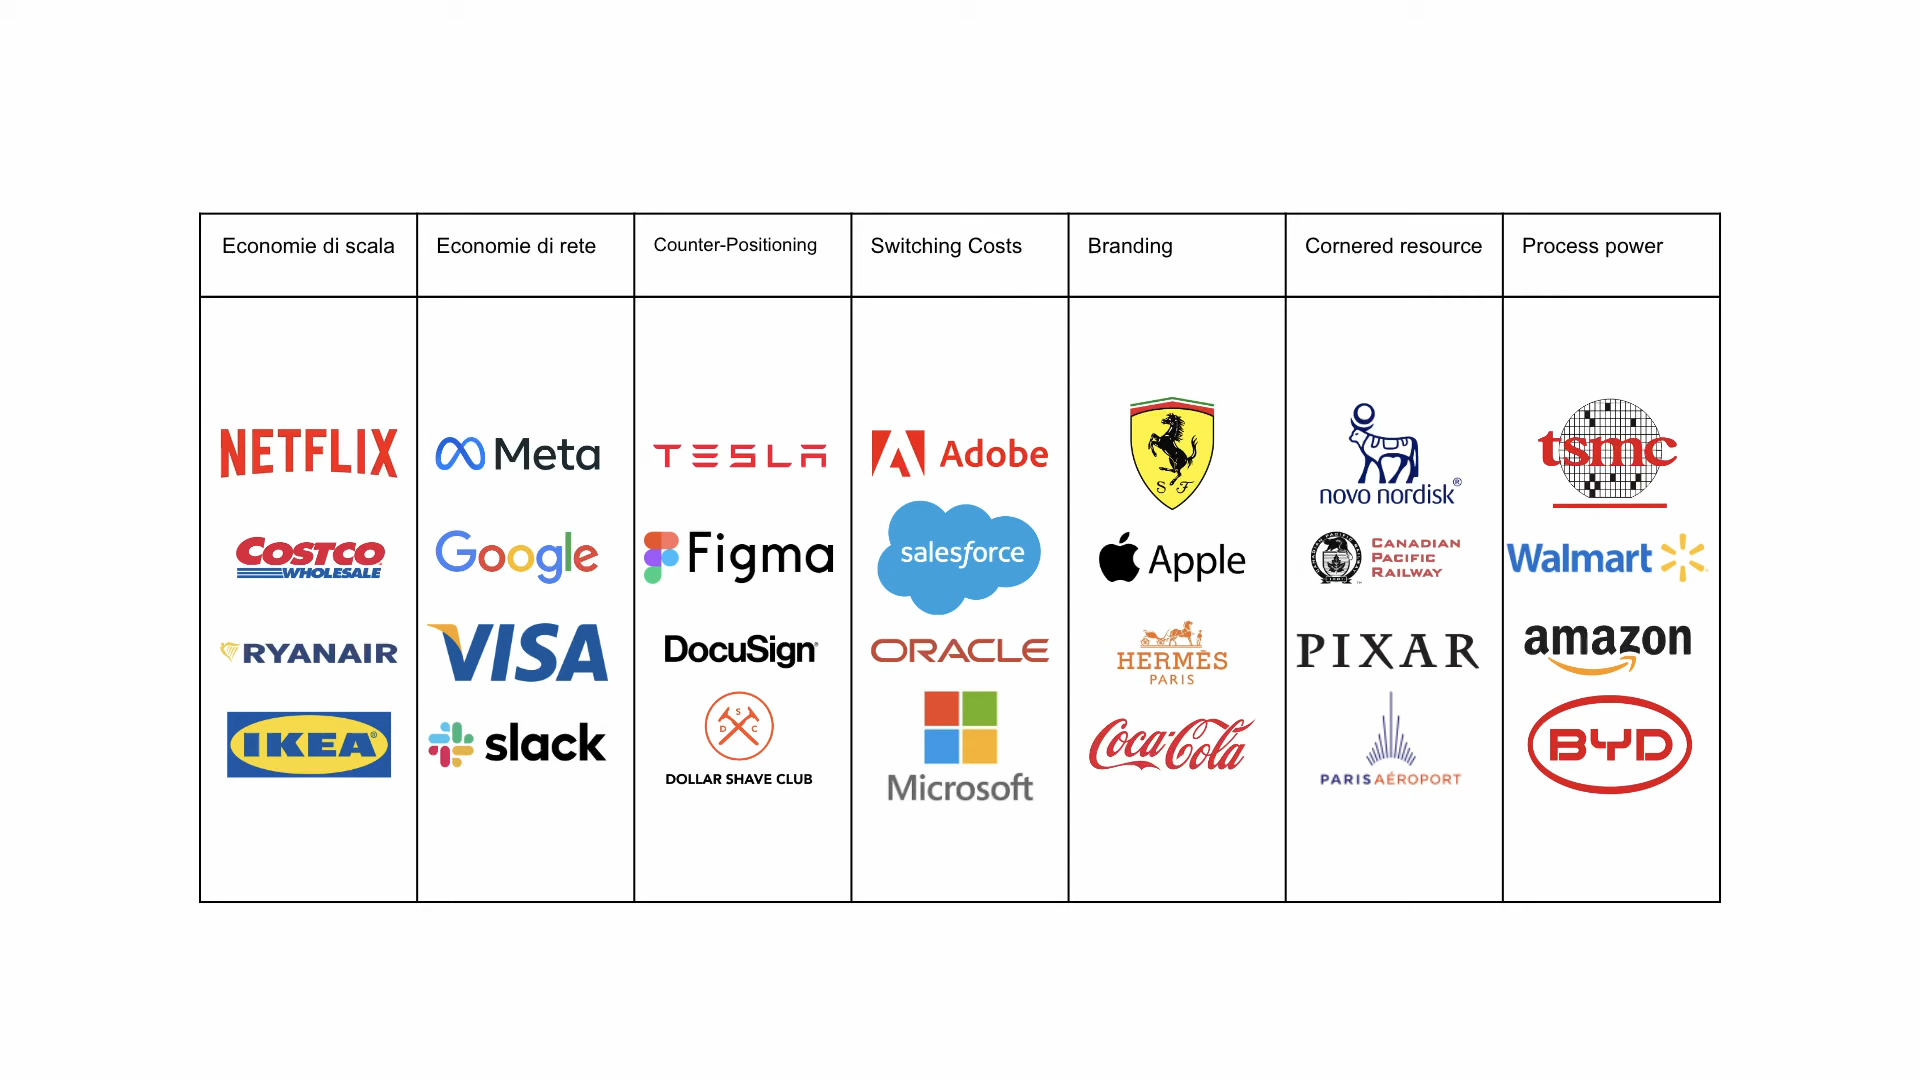 Economie di scala
Economie di rete
Counter-Positioning
Switching Costs
Branding
Cornered resource
Process power
NETFLIX
Meta
TESLA
Adobe
S F
novo nordisk®
tsmc
COSTCO
WHOLESALE
Google
Figma
salesforce
Apple
CANADIAN
PACIFIC
RAILWAY
Walmart
RYANAIR
VISA
DocuSign
ORACLE
HERMĒS
PARIS
PIXAR
amazon
IKEA®
slack
D S C
DOLLAR SHAVE CLUB
Microsoft
Coca-Cola
PARIS AÉROPORT
BYD